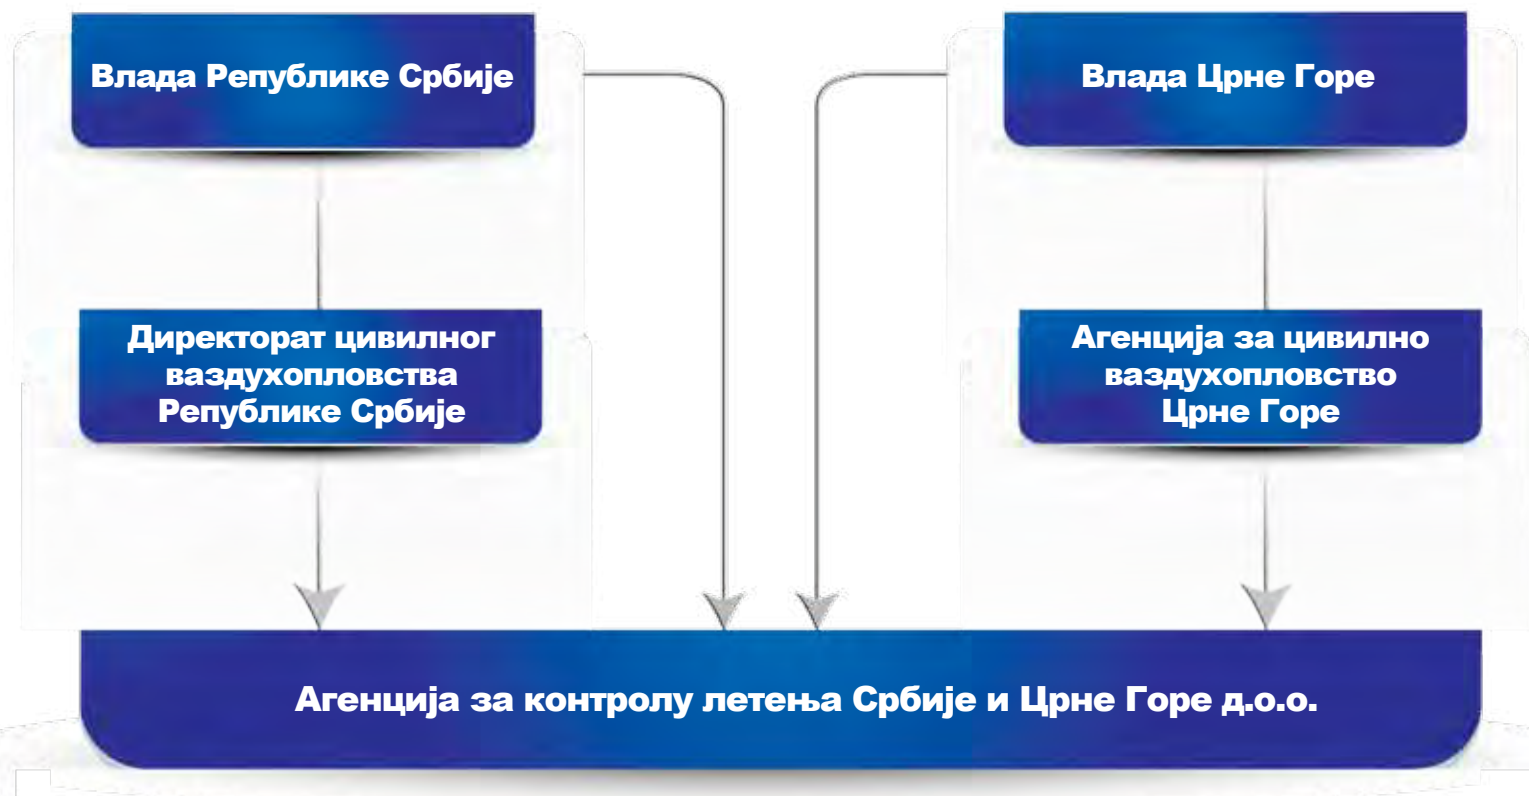 Влада Републике Србије
Влада Црне Горе
Директорат цивилног
ваздухопловства
Републике Србије
Агенција за цивилно
ваздухопловство
Црне Горе
Агенција за контролу летења Србије и Црне Горе д.о.о.